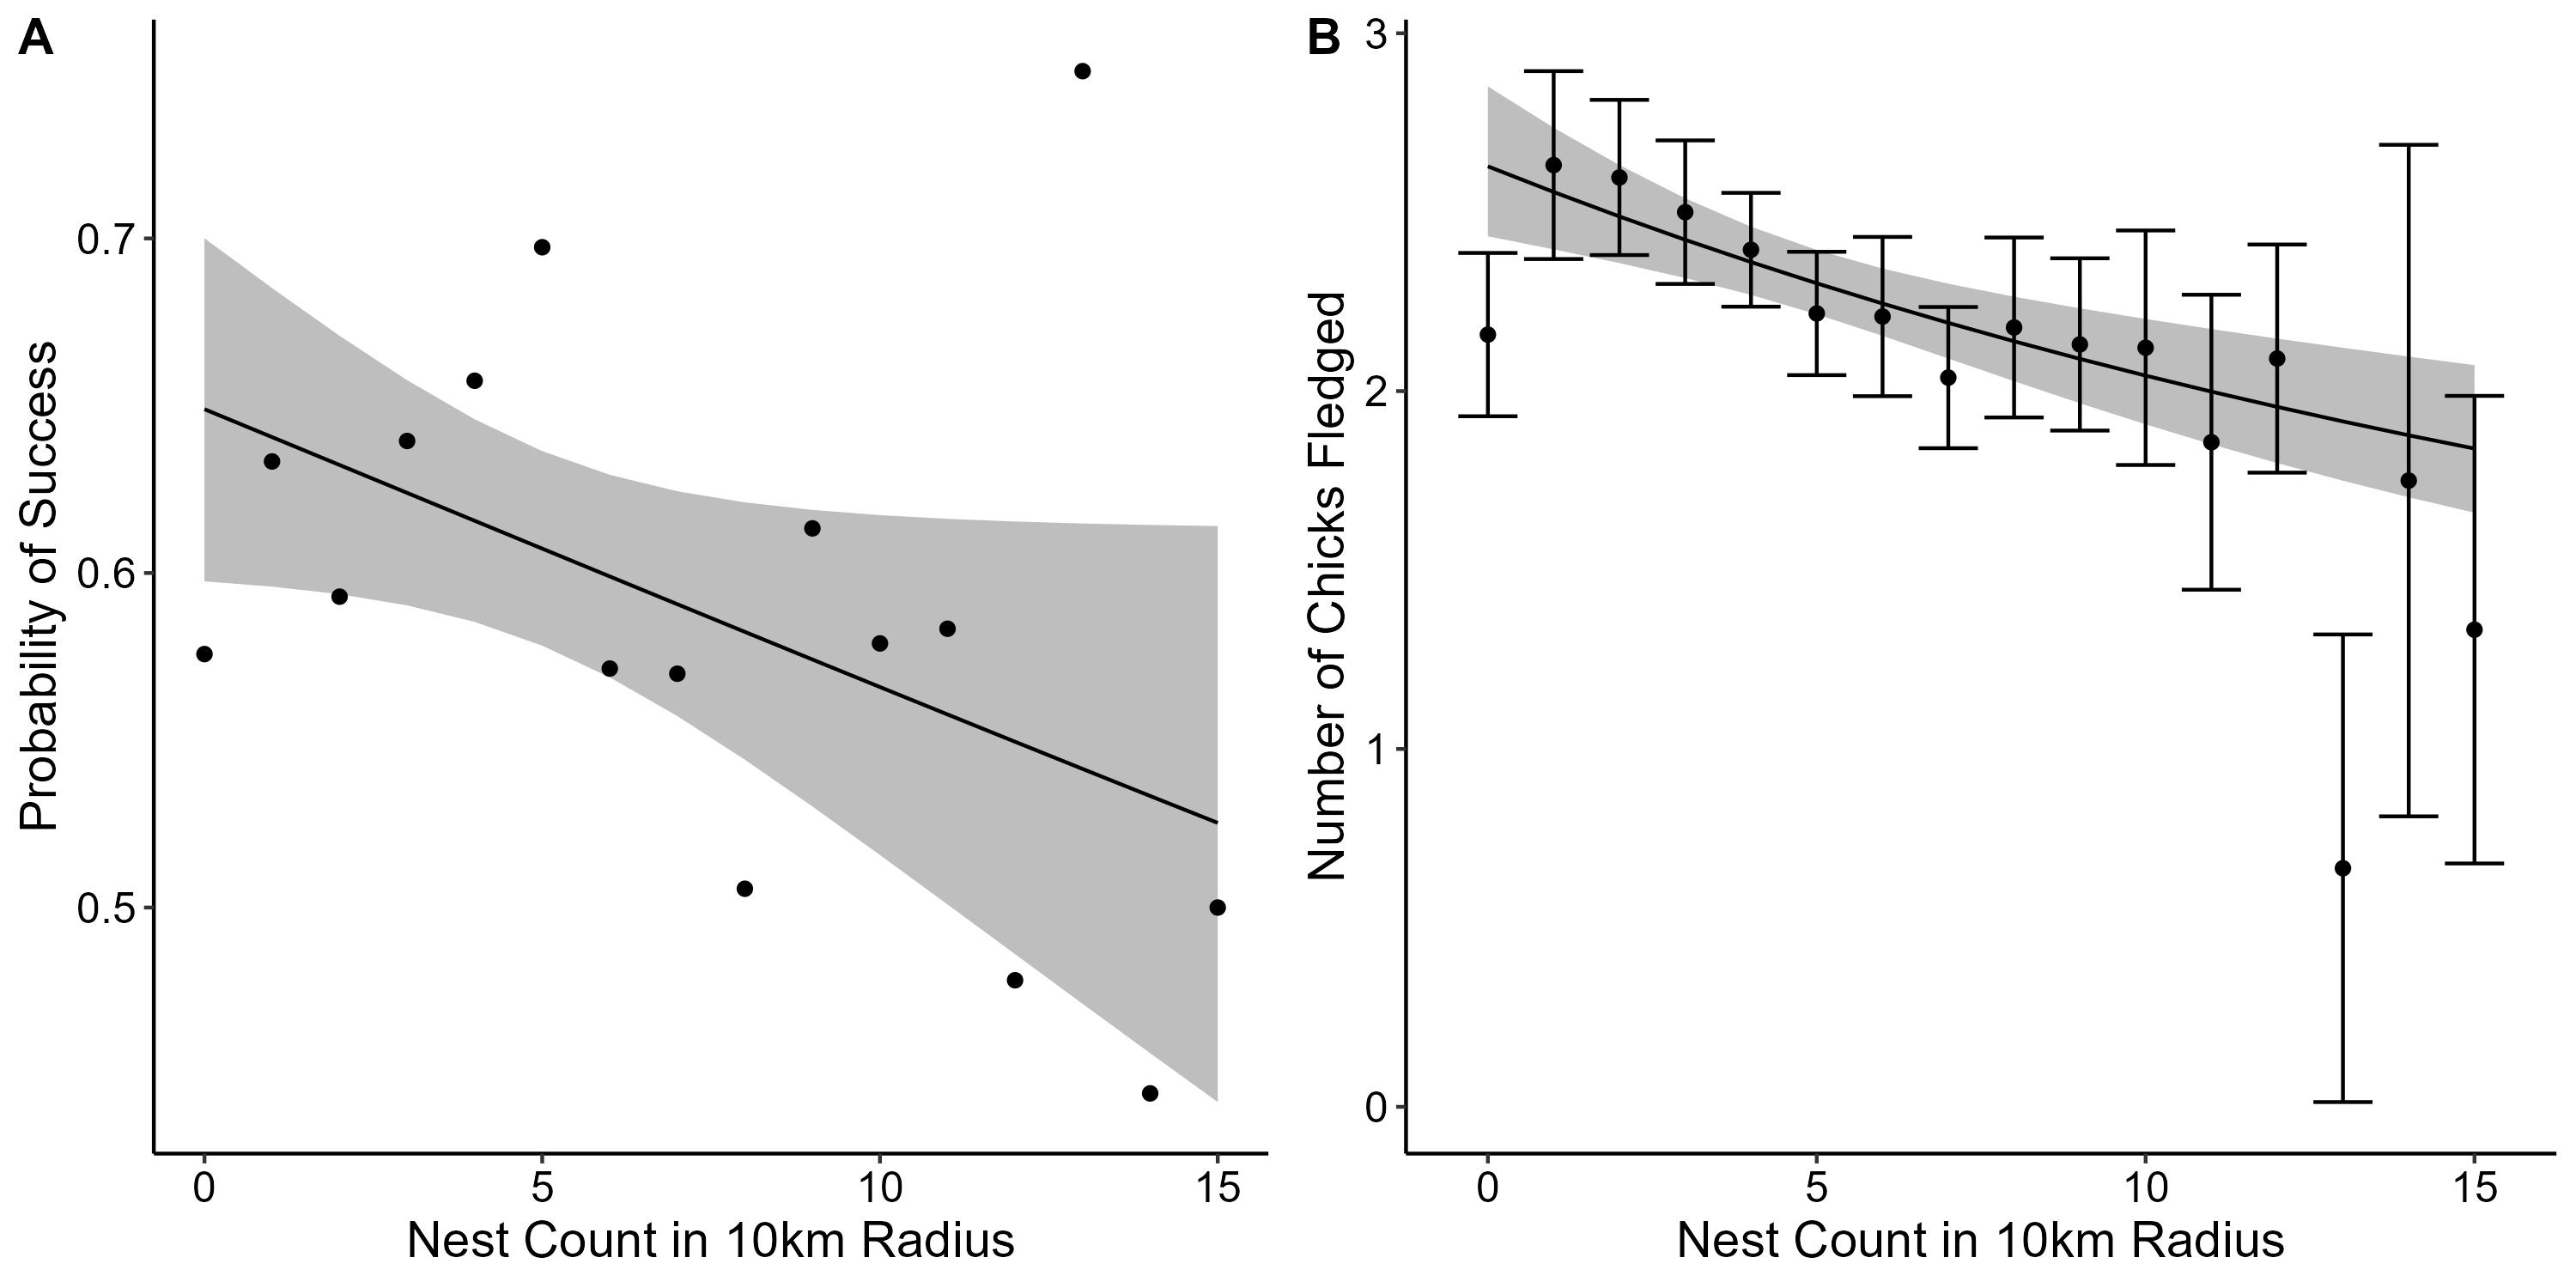 A
Probability of Success
0.7
0.6
0.5
0 5 10 15
Nest Count in 10km Radius
B
Number of Chicks Fledged
3
2
1
0
0 5 10 15
Nest Count in 10km Radius